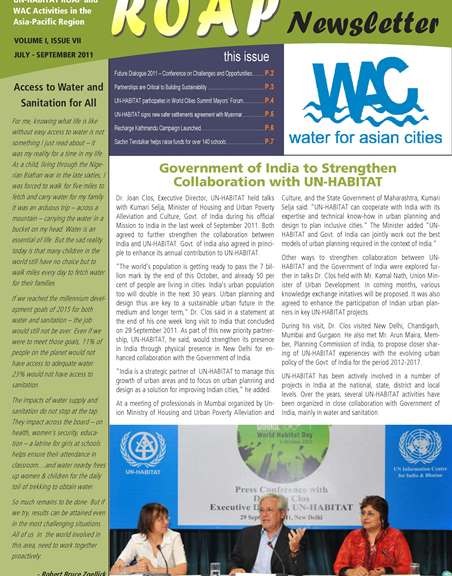 UN-HABITAT ROAP and
WAC Activities in the
Asia-Pacific Region
VOLUME I, ISSUE VII
JULY - SEPTEMBER 2011
ROAP Newsletter
this issue
Future Dialogue 2011 – Conference on Challenges and Opportunities...... P.2
Partnerships are Critical to Building Sustainability................ P.3
UN-HABITAT participates in World Cities Summit Mayors' Forum........ P.4
UN-HABITAT signs new safer settlements agreement with Myanmar....... P.5
Recharge Kathmandu Campaign Launched................ P.6
Sachin Tendulkar helps raise funds for over 140 schools............ P.7
WAC
water for asian cities
Access to Water and
Sanitation for All
For me, knowing what life is like
without easy access to water is not
something I just read about – it
was my reality for a time in my life.
As a child, living through the Nige-
rian Biafran war in the late sixties, I
was forced to walk for five miles to
fetch and carry water for my family.
It was an arduous trip – across a
mountain – carrying the water in a
bucket on my head. Water is an
essential of life. But the sad reality
today is that many children in the
world still have no choice but to
walk miles every day to fetch water
for their families.
If we reached the millennium devel-
opment goals of 2015 for both
water and sanitation – the job
would still not be over. Even if we
were to meet those goals, 11% of
people on the planet would not
have access to adequate water.
23% would not have access to
sanitation.
The impacts of water supply and
sanitation do not stop at the tap.
They impact across the board – on
health, women's security, educa-
tion – a latrine for girls at schools
helps ensure their attendance in
classroom....and water nearby frees
up women & children for the daily
toil of trekking to obtain water.
So much remains to be done. But if
we try, results can be attained even
in the most challenging situations.
All of us in the world involved in
this area, need to work together
proactively.
- Robert Bruce Zoellick
Government of India to Strengthen
Collaboration with UN-HABITAT
Dr. Joan Clos, Executive Director, UN-HABITAT held talks
with Kumari Selja, Minister of Housing and Urban Poverty
Alleviation and Culture, Govt. of India during his official
Mission to India in the last week of September 2011. Both
agreed to further strengthen the collaboration between
India and UN-HABITAT. Govt. of India also agreed in princi-
ple to enhance its annual contribution to UN-HABITAT.
"The world's population is getting ready to pass the 7 bil-
lion mark by the end of this October, and already 50 per
cent of people are living in cities. India's urban population
too will double in the next 30 years. Urban planning and
design thus are key to a sustainable urban future in the
medium and longer term," Dr. Clos said in a statement at
the end of his one week long visit to India that concluded
on 29 September 2011. As part of this new priority partner-
ship, UN-HABITAT, he said, would strengthen its presence
in India through physical presence in New Delhi for en-
hanced collaboration with the Government of India.
"India is a strategic partner of UN-HABITAT to manage this
growth of urban areas and to focus on urban planning and
design as a solution for improving Indian cities," he added.
At a meeting of professionals in Mumbai organized by Un-
ion Ministry of Housing and Urban Poverty Alleviation and
Culture, and the State Government of Maharashtra, Kumari
Selja said: "UN-HABITAT can cooperate with India with its
expertise and technical know-how in urban planning and
design to plan inclusive cities." The Minister added "UN-
HABITAT and Govt. of India can jointly work out the best
models of urban planning required in the context of India."
Other ways to strengthen collaboration between UN-
HABITAT and the Government of India were explored fur-
ther in talks Dr. Clos held with Mr. Kamal Nath, Union Min-
ister of Urban Development. In coming months, various
knowledge exchange initiatives will be proposed. It was also
agreed to enhance the participation of Indian urban plan-
ners in key UN-HABITAT projects.
During his visit, Dr. Clos visited New Delhi, Chandigarh,
Mumbai and Gurgaon. He also met Mr. Arun Maira, Mem-
ber, Planning Commission of India, to propose closer shar-
ing of UN-HABITAT experiences with the evolving urban
policy of the Govt. of India for the period 2012-2017.
UN-HABITAT has been actively involved in a number of
projects in India at the national, state, district and local
levels. Over the years, several UN-HABITAT activities have
been organized in close collaboration with Government of
India, mainly in water and sanitation.
UN-HABITAT
World Habitat Day
Press Conference with
Executive D UN-HABITAT
29 Sep 11, New Delhi
UN Information Centre
for India & Bhutan